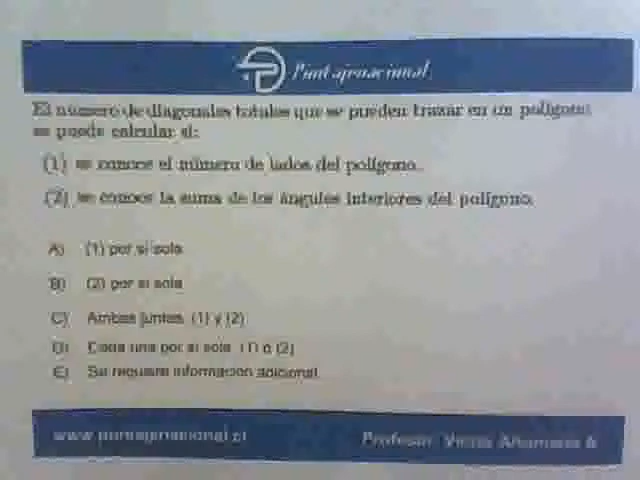 Puntajenacional
El número de diagonales totales que se pueden trazar en un polígono
se puede calcular si:
(1) se conoce el número de lados del polígono.
(2) se conoce la suma de los ángulos interiores del polígono.
A) (1) por sí sola
B) (2) por sí sola
C) Ambas juntas, (1) y (2)
D) Cada una por sí sola, (1) ó (2)
E) Se requiere información adicional
www.puntajenacional.cl
Profesor: Victor A